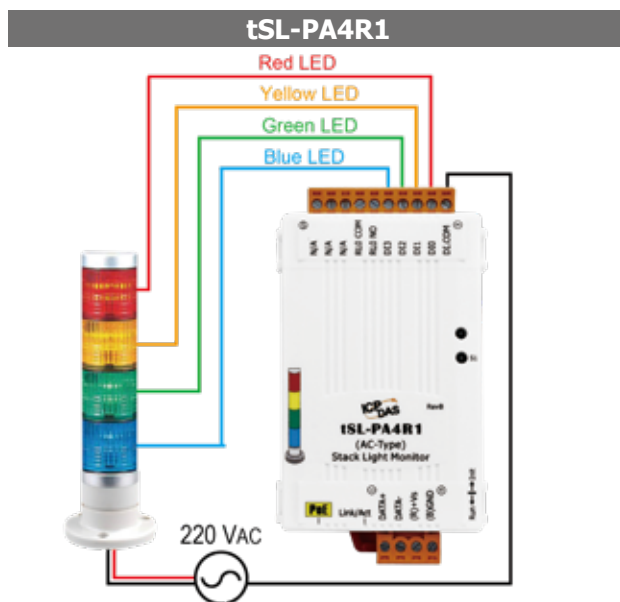 tSL-PA4R1
Red LED
Yellow LED
Green LED
Blue LED
N/A
N/A
N/A
RL0 COM
RL0 NO
DI3
DI2
DI1
DI0
DI.COM
ICP DAS
RevB
tSL-PA4R1
(AC-Type)
Stack Light Monitor
PoE
Link/Act
DATA+
DATA-
(R)+Vs
(B)GND
Run
Init
220 VAC